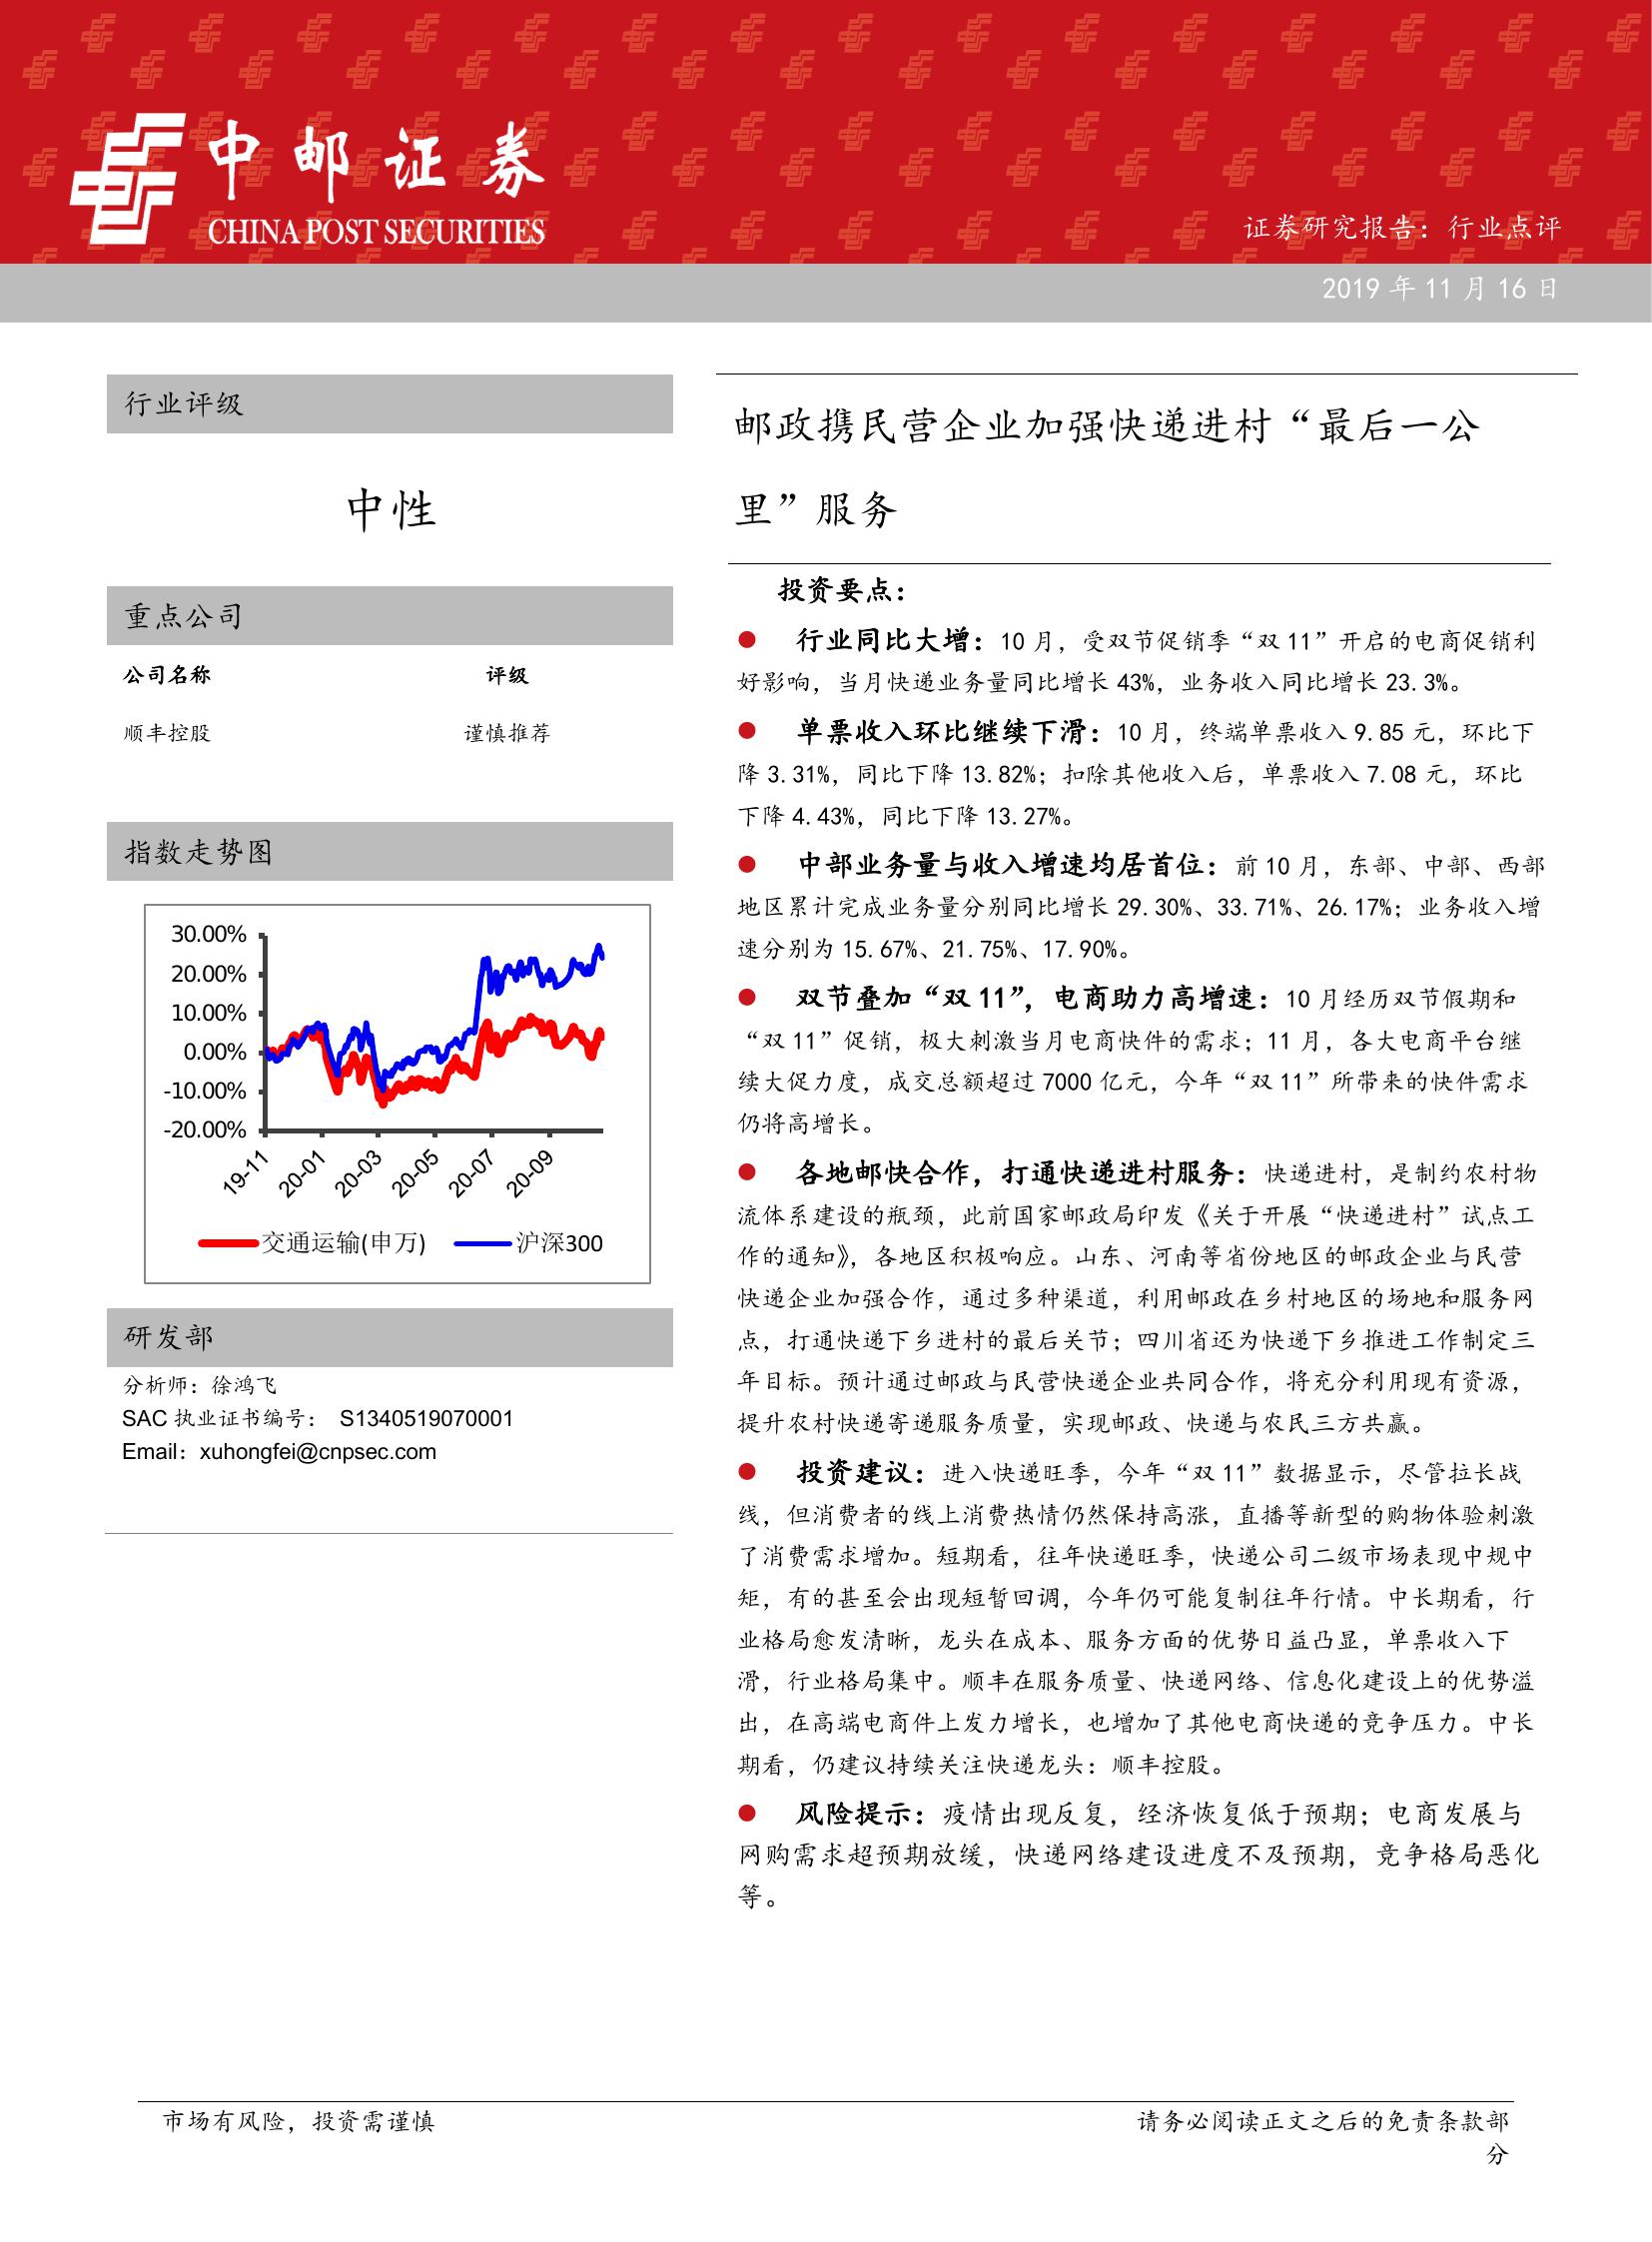 中邮证券
CHINA POST SECURITIES
证券研究报告：行业点评
2019 年 11 月 16 日
行业评级
中性
重点公司
公司名称 评级
顺丰控股 谨慎推荐
指数走势图
30.00%
20.00%
10.00%
0.00%
-10.00%
-20.00%
19-11 20-01 20-03 20-05 20-07 20-09
交通运输(申万) 沪深300
研发部
分析师：徐鸿飞
SAC 执业证书编号： S1340519070001
Email：xuhongfei@cnpsec.com
邮政携民营企业加强快递进村“最后一公
里”服务
投资要点：
● 行业同比大增：10 月，受双节促销季“双 11”开启的电商促销利
好影响，当月快递业务量同比增长 43%，业务收入同比增长 23.3%。
● 单票收入环比继续下滑：10 月，终端单票收入 9.85 元，环比下
降 3.31%，同比下降 13.82%；扣除其他收入后，单票收入 7.08 元，环比
下降 4.43%，同比下降 13.27%。
● 中部业务量与收入增速均居首位：前 10 月，东部、中部、西部
地区累计完成业务量分别同比增长 29.30%、33.71%、26.17%；业务收入增
速分别为 15.67%、21.75%、17.90%。
● 双节叠加“双 11”，电商助力高增速：10 月经历双节假期和
“双 11”促销，极大刺激当月电商快件的需求；11 月，各大电商平台继
续大促力度，成交总额超过 7000 亿元，今年“双 11”所带来的快件需求
仍将高增长。
● 各地邮快合作，打通快递进村服务：快递进村，是制约农村物
流体系建设的瓶颈，此前国家邮政局印发《关于开展“快递进村”试点工
作的通知》，各地区积极响应。山东、河南等省份地区的邮政企业与民营
快递企业加强合作，通过多种渠道，利用邮政在乡村地区的场地和服务网
点，打通快递下乡进村的最后关节；四川省还为快递下乡推进工作制定三
年目标。预计通过邮政与民营快递企业共同合作，将充分利用现有资源，
提升农村快递寄递服务质量，实现邮政、快递与农民三方共赢。
● 投资建议：进入快递旺季，今年“双 11”数据显示，尽管拉长战
线，但消费者的线上消费热情仍然保持高涨，直播等新型的购物体验刺激
了消费需求增加。短期看，往年快递旺季，快递公司二级市场表现中规中
矩，有的甚至会出现短暂回调，今年仍可能复制往年行情。中长期看，行
业格局愈发清晰，龙头在成本、服务方面的优势日益凸显，单票收入下
滑，行业格局集中。顺丰在服务质量、快递网络、信息化建设上的优势溢
出，在高端电商件上发力增长，也增加了其他电商快递的竞争压力。中长
期看，仍建议持续关注快递龙头：顺丰控股。
● 风险提示：疫情出现反复，经济恢复低于预期；电商发展与
网购需求超预期放缓，快递网络建设进度不及预期，竞争格局恶化
等。
市场有风险，投资需谨慎
请务必阅读正文之后的免责条款部
分